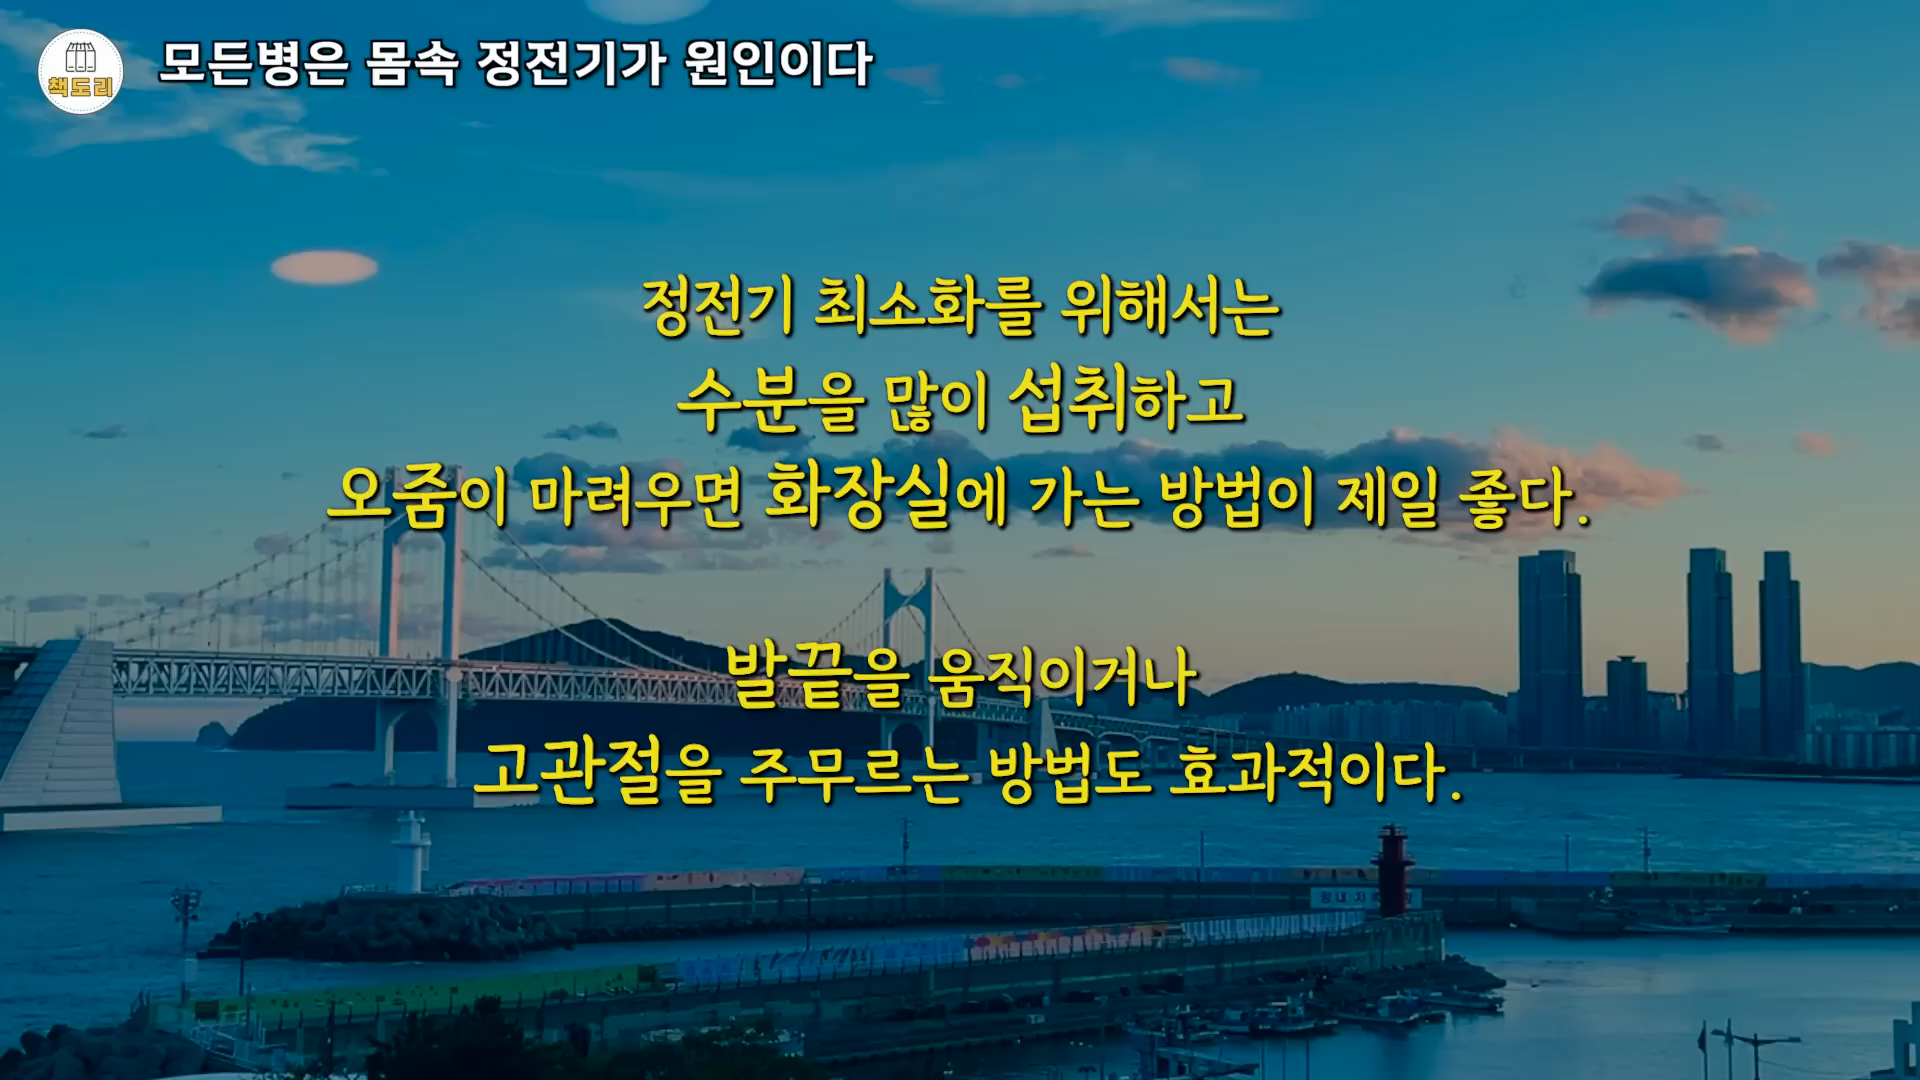 책도리
모든병은 몸속 정전기가 원인이다
정전기 최소화를 위해서는
수분을 많이 섭취하고
오줌이 마려우면 화장실에 가는 방법이 제일 좋다.
발끝을 움직이거나
고관절을 주무르는 방법도 효과적이다.